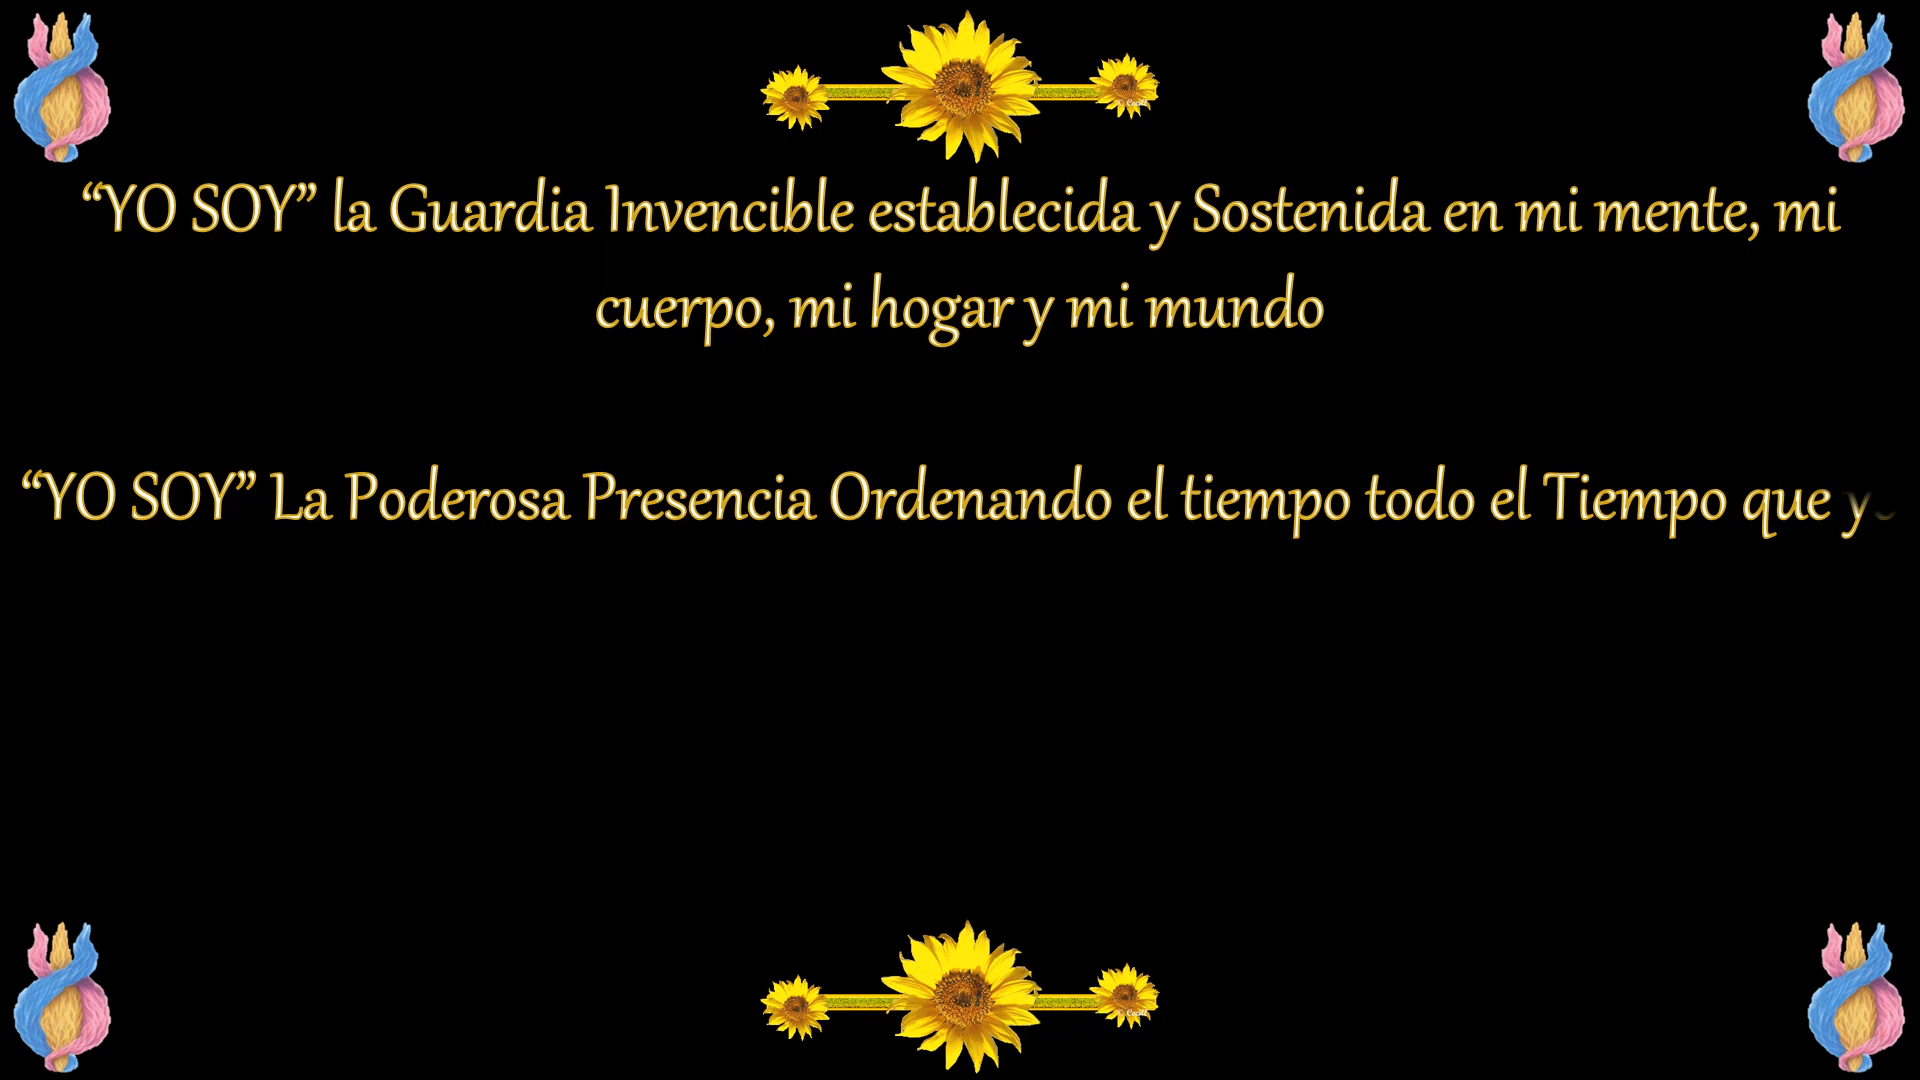 “YO SOY” la Guardia Invencible establecida y Sostenida en mi mente, mi
cuerpo, mi hogar y mi mundo
“YO SOY” La Poderosa Presencia Ordenando el tiempo todo el Tiempo que